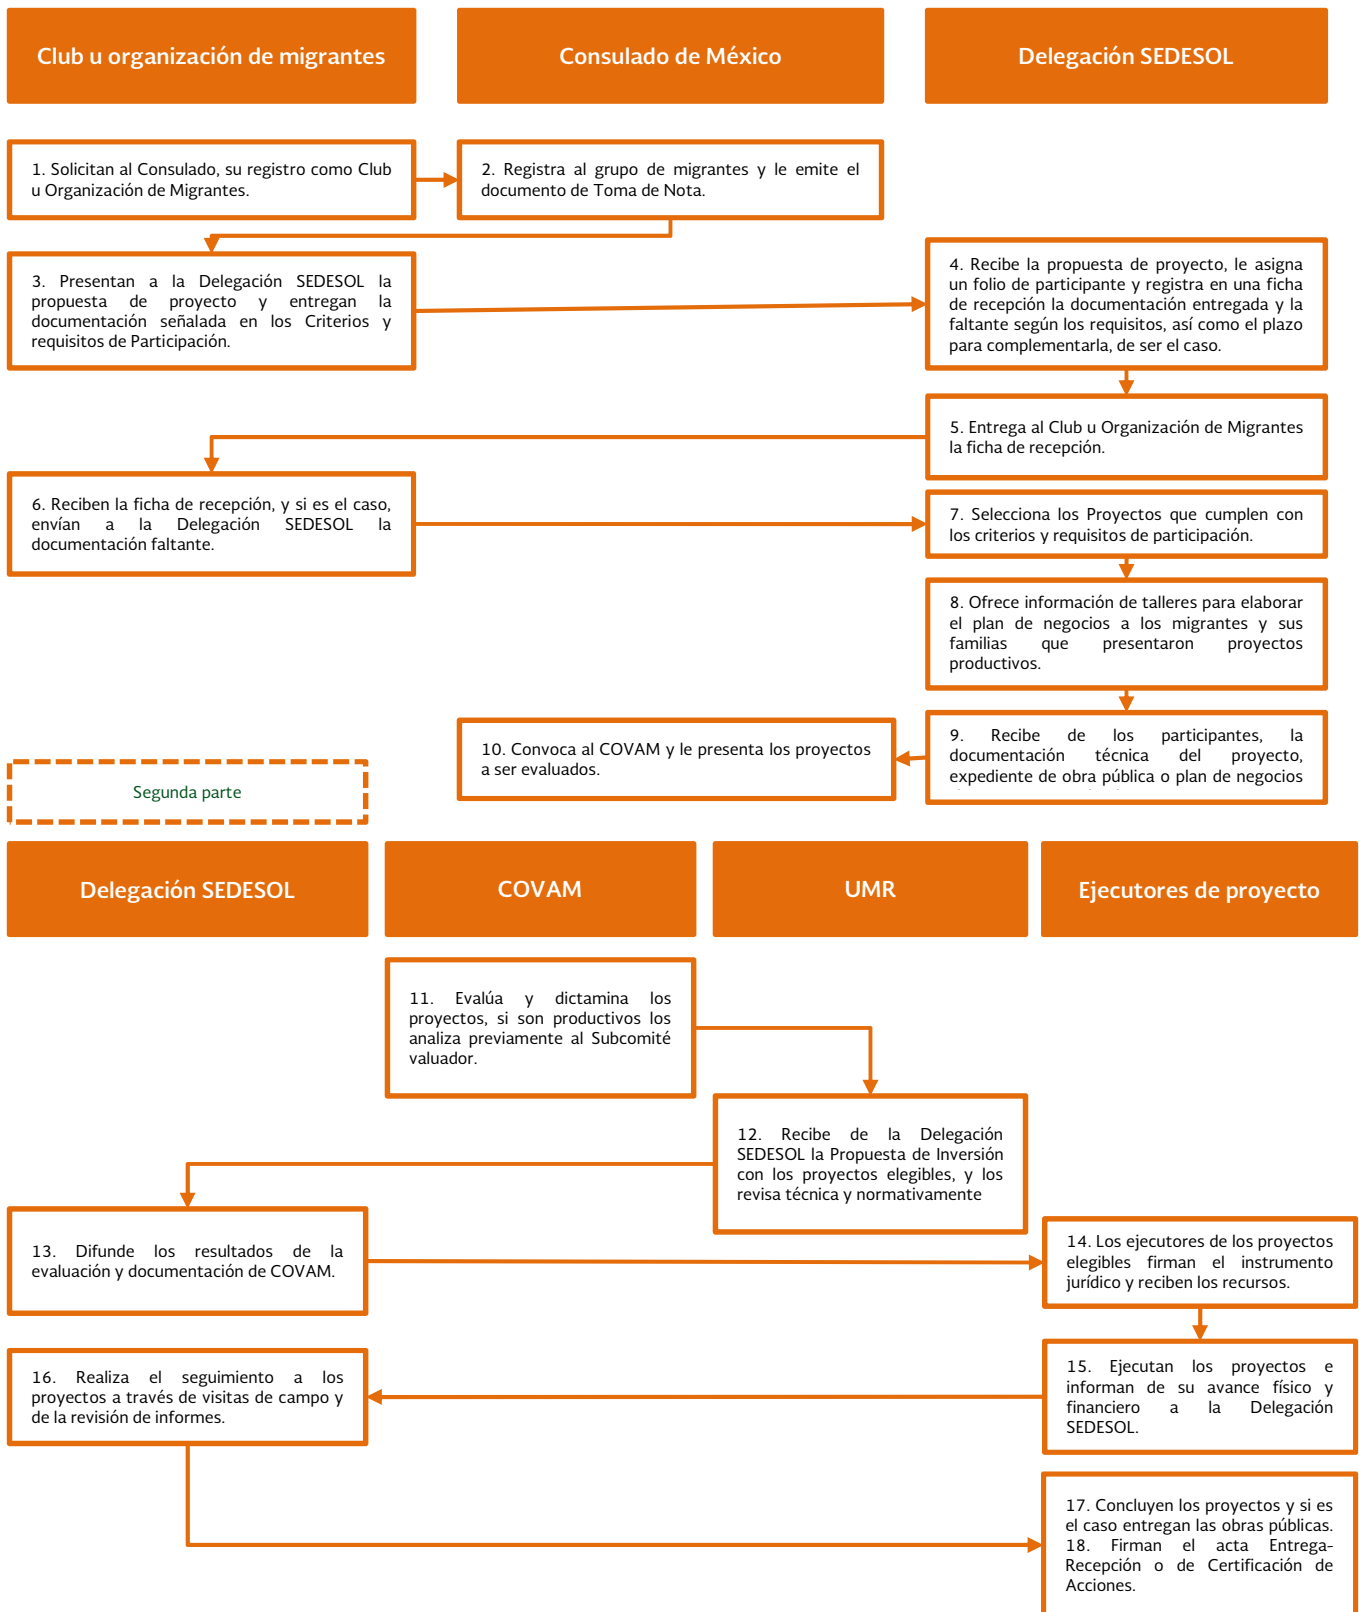 Club u organización de migrantes
Consulado de México
Delegación SEDESOL
1. Solicitan al Consulado, su registro como Club
u Organización de Migrantes.
2. Registra al grupo de migrantes y le emite el
documento de Toma de Nota.
3. Presentan a la Delegación SEDESOL la
propuesta de proyecto y entregan la
documentación señalada en los Criterios y
requisitos de Participación.
4. Recibe la propuesta de proyecto, le asigna
un folio de participante y registra en una ficha
de recepción la documentación entregada y la
faltante según los requisitos, así como el plazo
para complementarla, de ser el caso.
5. Entrega al Club u Organización de Migrantes
la ficha de recepción.
6. Reciben la ficha de recepción, y si es el caso,
envían a la Delegación SEDESOL la
documentación faltante.
7. Selecciona los Proyectos que cumplen con
los criterios y requisitos de participación.
8. Ofrece información de talleres para elaborar
el plan de negocios a los migrantes y sus
familias que presentaron proyectos
productivos.
9. Recibe de los participantes, la
documentación técnica del proyecto,
expediente de obra pública o plan de negocios
10. Convoca al COVAM y le presenta los proyectos
a ser evaluados.
Segunda parte
Delegación SEDESOL
COVAM
UMR
Ejecutores de proyecto
11. Evalúa y dictamina los
proyectos, si son productivos los
analiza previamente al Subcomité
valuador.
12. Recibe de la Delegación
SEDESOL la Propuesta de Inversión
con los proyectos elegibles, y los
revisa técnica y normativamente
13. Difunde los resultados de la
evaluación y documentación de COVAM.
14. Los ejecutores de los proyectos
elegibles firman el instrumento
jurídico y reciben los recursos.
15. Ejecutan los proyectos e
informan de su avance físico y
financiero a la Delegación
SEDESOL.
16. Realiza el seguimiento a los
proyectos a través de visitas de campo y
de la revisión de informes.
17. Concluyen los proyectos y si es
el caso entregan las obras públicas.
18. Firman el acta Entrega-
Recepción o de Certificación de
Acciones.